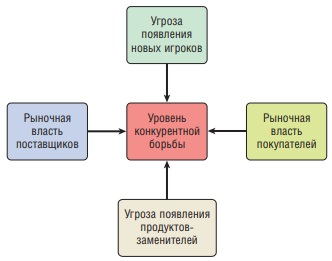 Угроза
появления
новых игроков
Рыночная
власть
поставщиков
Уровень
конкурентной
борьбы
Рыночная
власть
покупателей
Угроза появления
продуктов-
заменителей